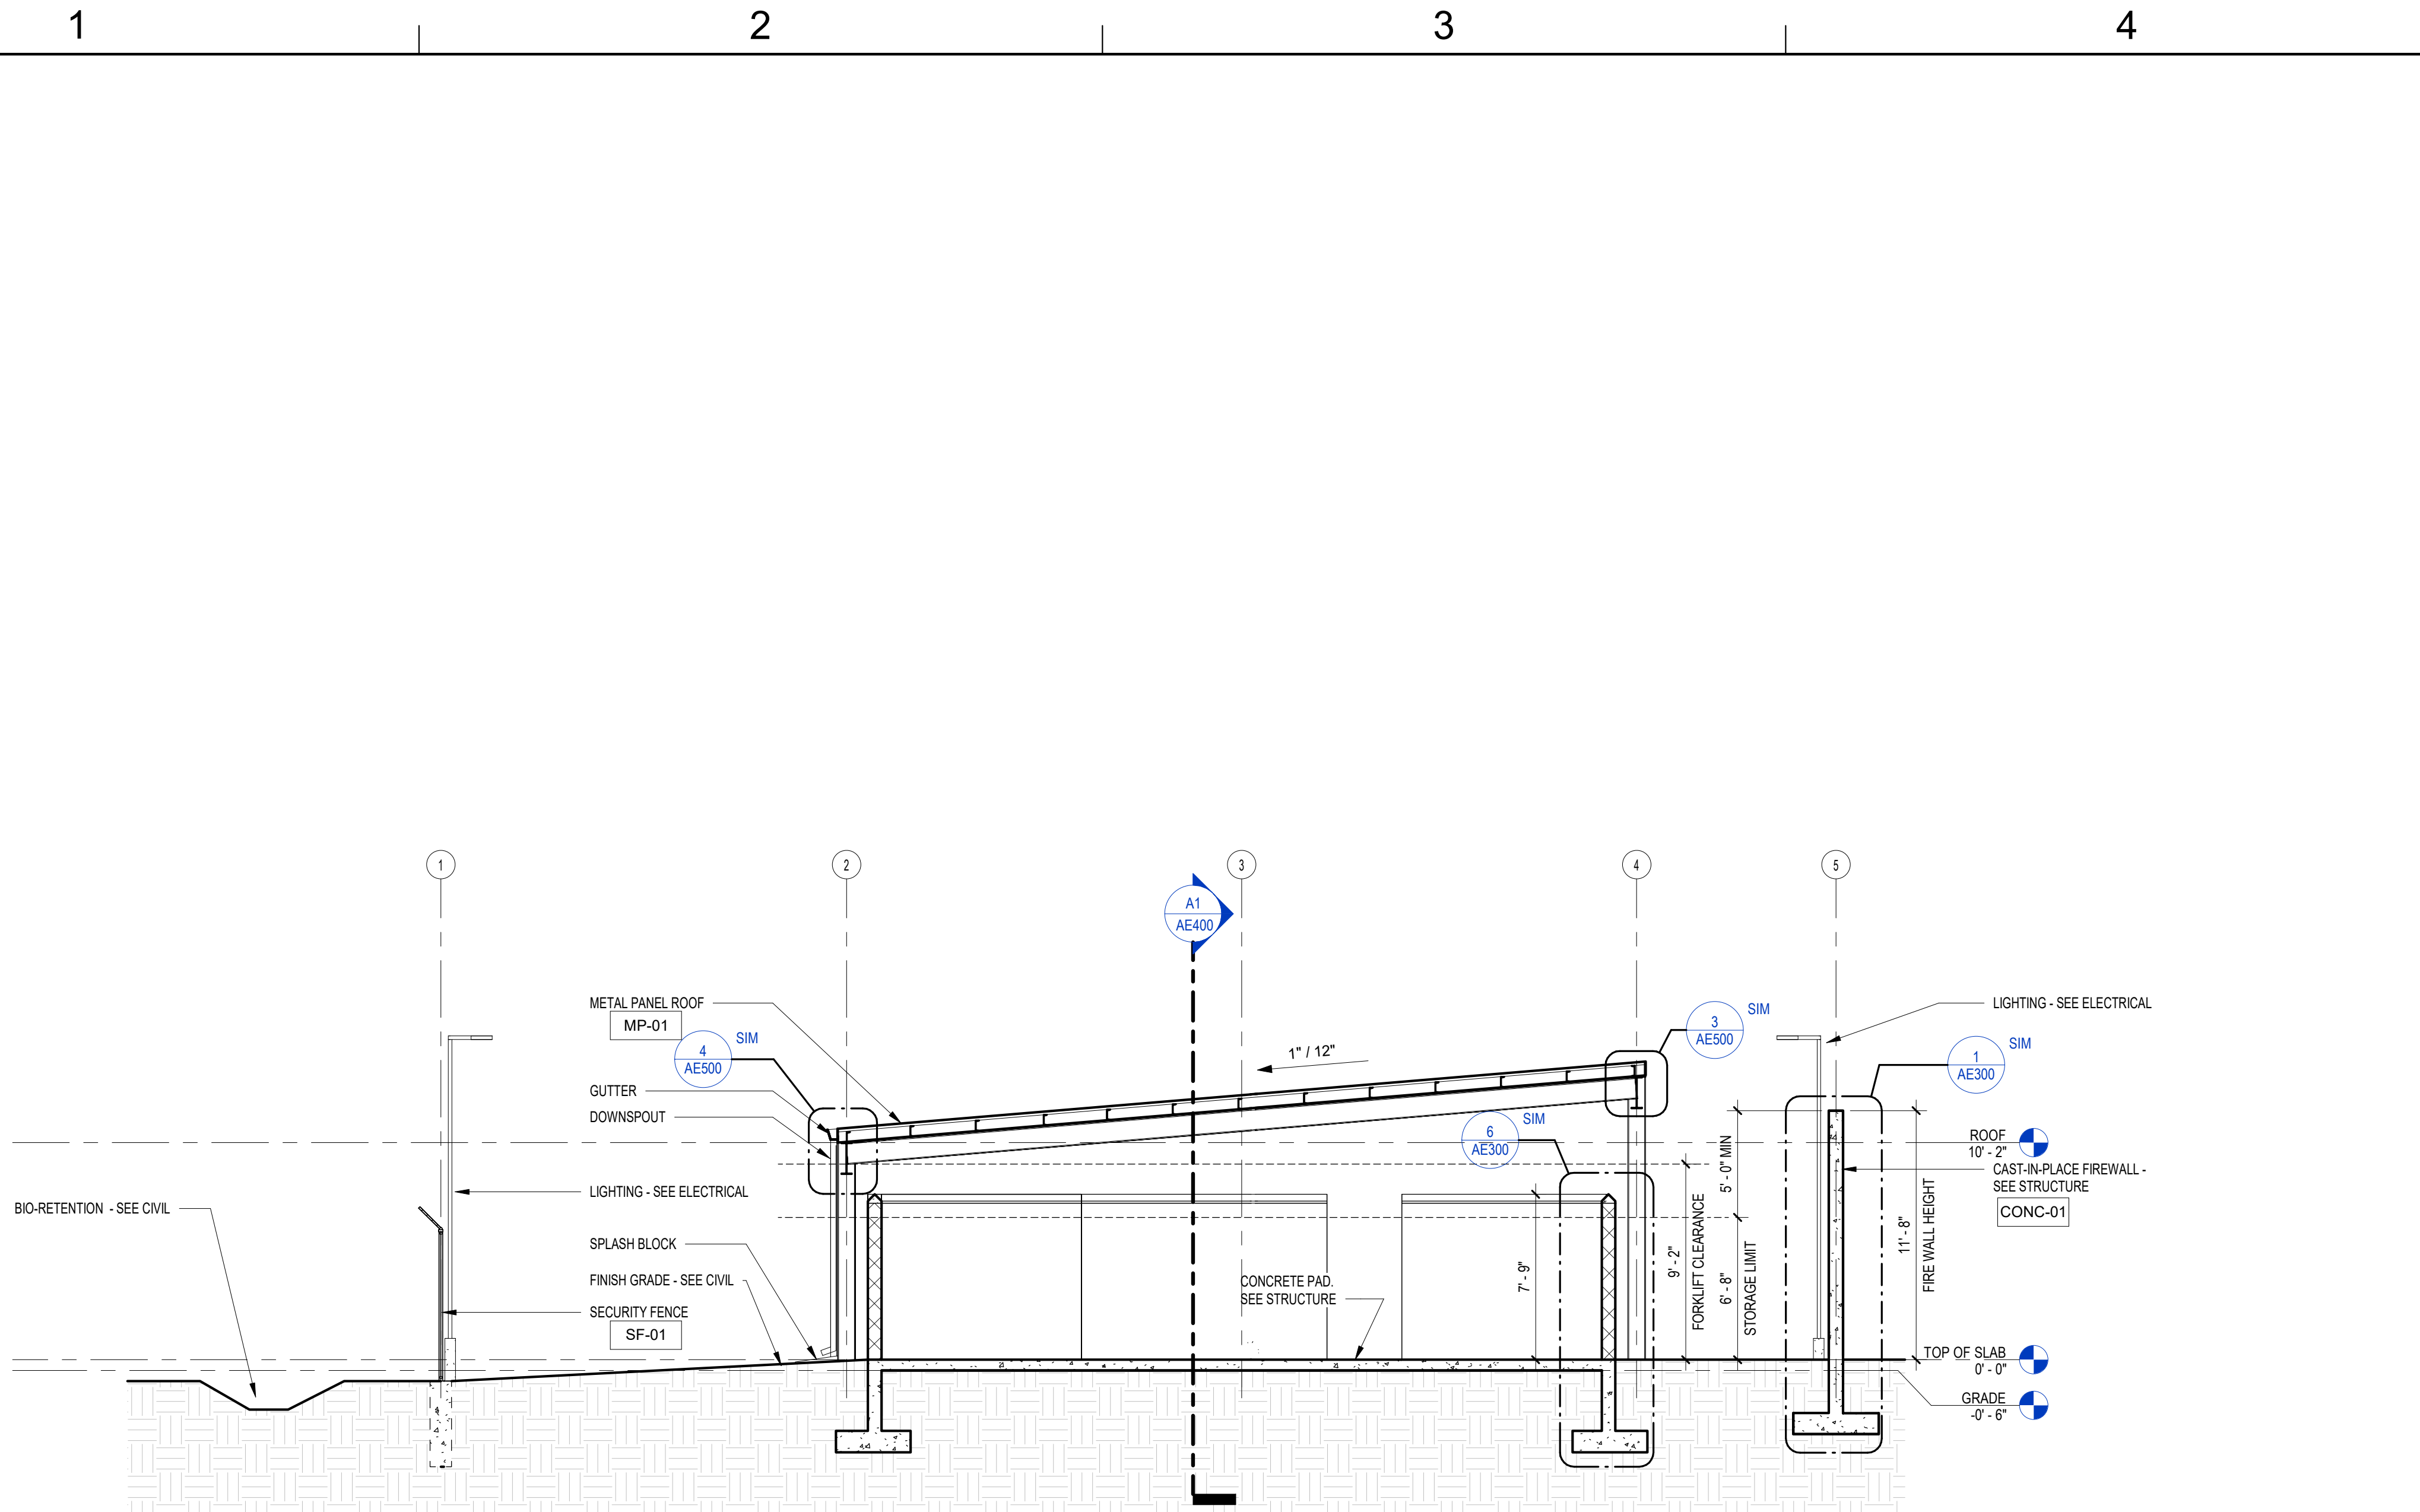 1 2 3 4
1 2 3 4 5
A1
AE400
METAL PANEL ROOF
MP-01
4
AE500
SIM
GUTTER
DOWNSPOUT
1" / 12"
3
AE500
SIM
LIGHTING - SEE ELECTRICAL
1
AE300
SIM
6
AE300
SIM
ROOF
10' - 2"
CAST-IN-PLACE FIREWALL -
SEE STRUCTURE
CONC-01
BIO-RETENTION - SEE CIVIL
LIGHTING - SEE ELECTRICAL
SPLASH BLOCK
FINISH GRADE - SEE CIVIL
SECURITY FENCE
SF-01
CONCRETE PAD.
SEE STRUCTURE
7' - 9"
9' - 2"
FORKLIFT CLEARANCE
5' - 0" MIN
6' - 8"
STORAGE LIMIT
11' - 8"
FIRE WALL HEIGHT
TOP OF SLAB
0' - 0"
GRADE
-0' - 6"